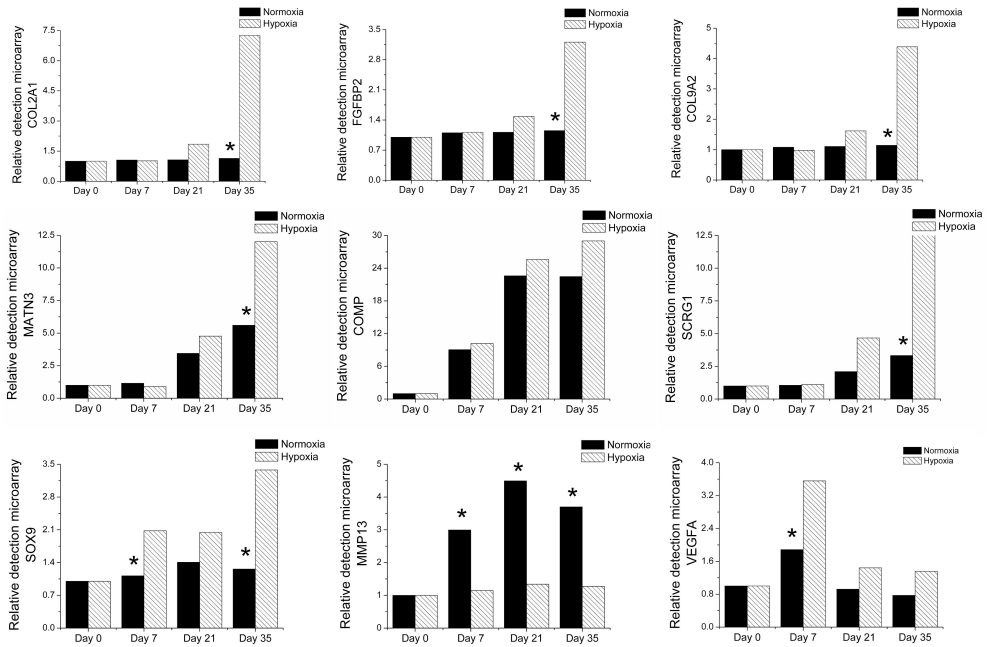 Normoxia
Hypoxia
Relative detection microarray
COL2A1
7.5
6.0
4.5
3.0
1.5
0.0
*
Day 0 Day 7 Day 21 Day 35
Normoxia
Hypoxia
Relative detection microarray
FGFBP2
3.5
2.8
2.1
1.4
0.7
0.0
*
Day 0 Day 7 Day 21 Day 35
Normoxia
Hypoxia
Relative detection microarray
COL9A2
5
4
3
2
1
0
*
Day 0 Day 7 Day 21 Day 35
Normoxia
Hypoxia
Relative detection microarray
MATN3
12.5
10.0
7.5
5.0
2.5
0.0
*
Day 0 Day 7 Day 21 Day 35
Normoxia
Hypoxia
Relative detection microarray
COMP
30
24
18
12
6
0
Day 0 Day 7 Day 21 Day 35
Normoxia
Hypoxia
Relative detection microarray
SCRG1
12.5
10.0
7.5
5.0
2.5
0.0
*
Day 0 Day 7 Day 21 Day 35
Normoxia
Hypoxia
Relative detection microarray
SOX9
3.5
2.8
2.1
1.4
0.7
0.0
* *
Day 0 Day 7 Day 21 Day 35
Normoxia
Hypoxia
Relative detection microarray
MMP13
5
4
3
2
1
0
* * *
Day 0 Day 7 Day 21 Day 35
Normoxia
Hypoxia
Relative detection microarray
VEGFA
4.0
3.2
2.4
1.6
0.8
0.0
*
Day 0 Day 7 Day 21 Day 35